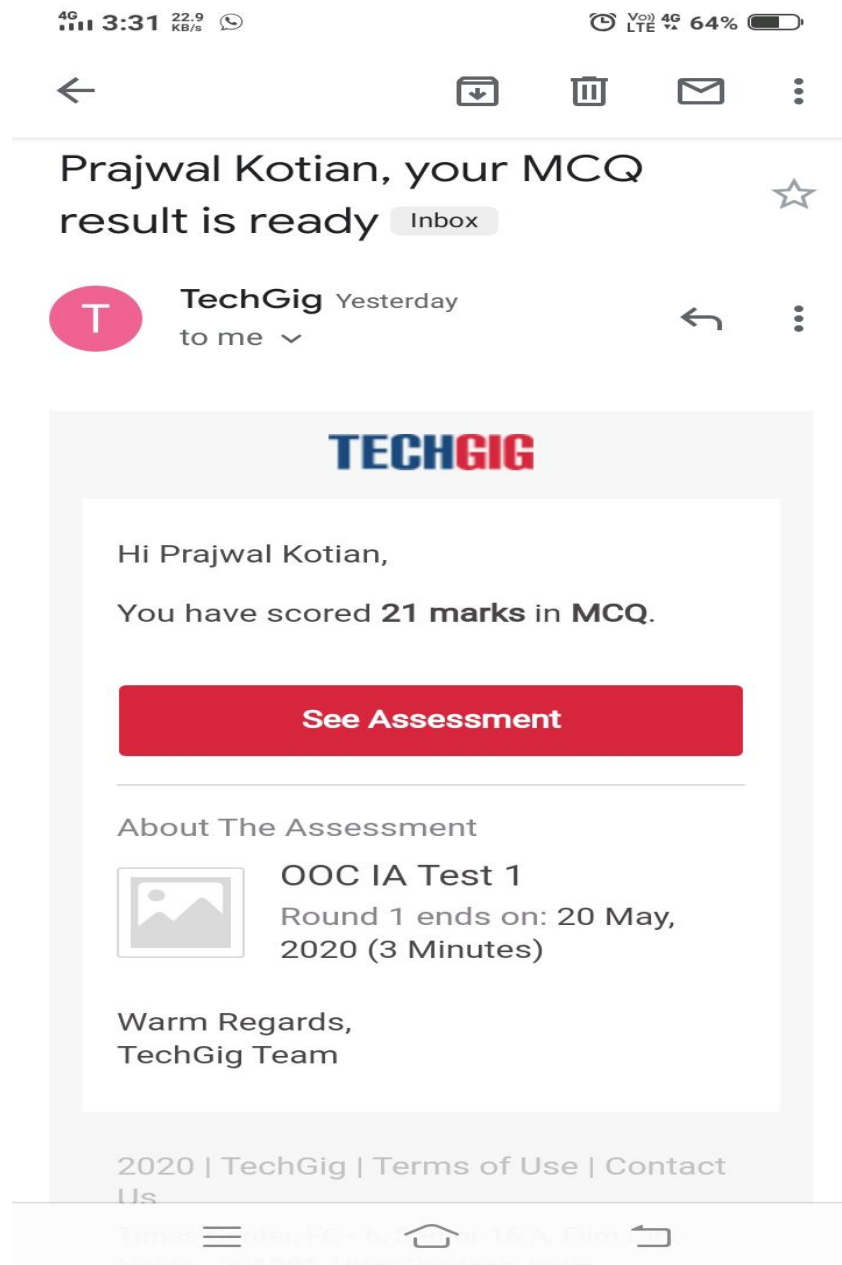 4G 3:31 22.9 KB/s VoLTE 4G 64%
Prajwal Kotian, your MCQ
result is ready Inbox
T TechGig Yesterday
to me
TECHGIG
Hi Prajwal Kotian,
You have scored 21 marks in MCQ.
See Assessment
About The Assessment
OOC IA Test 1
Round 1 ends on: 20 May,
2020 (3 Minutes)
Warm Regards,
TechGig Team
2020 | TechGig | Terms of Use | Contact
Us
16 A, Film